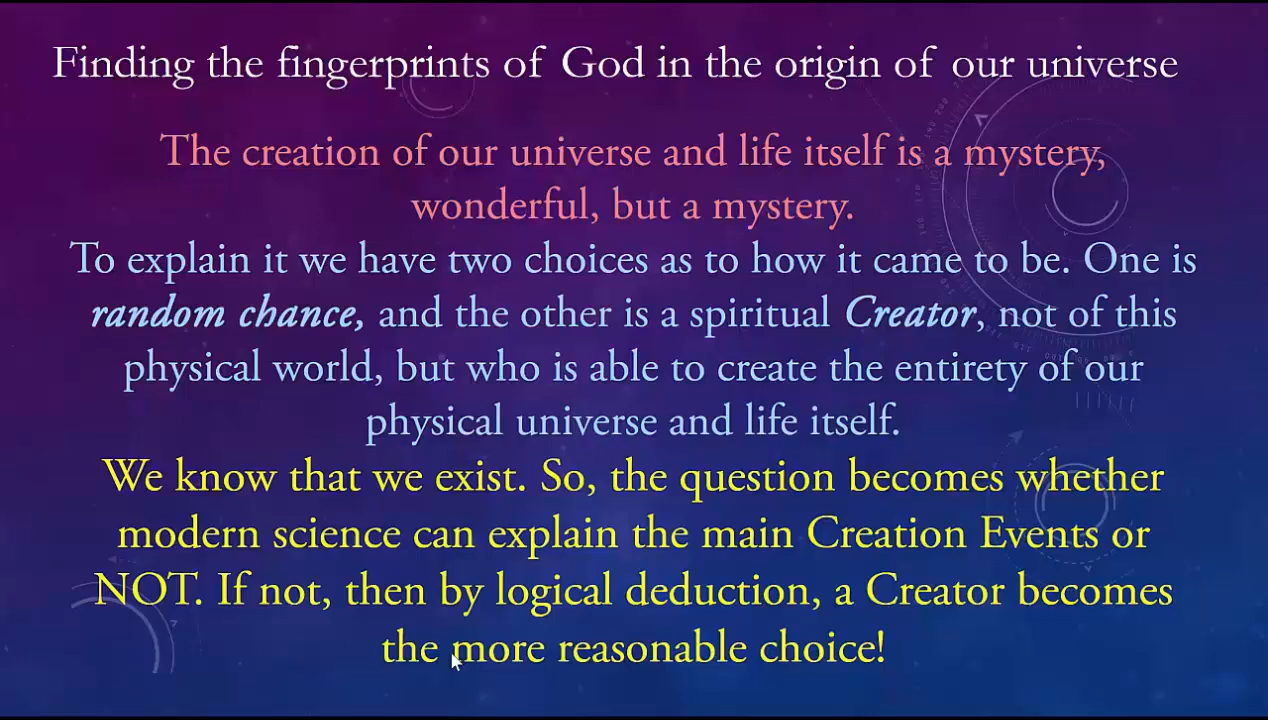 Finding the fingerprints of God in the origin of our universe
The creation of our universe and life itself is a mystery,
wonderful, but a mystery.
To explain it we have two choices as to how it came to be. One is
random chance, and the other is a spiritual Creator, not of this
physical world, but who is able to create the entirety of our
physical universe and life itself.
We know that we exist. So, the question becomes whether
modern science can explain the main Creation Events or
NOT. If not, then by logical deduction, a Creator becomes
the more reasonable choice!